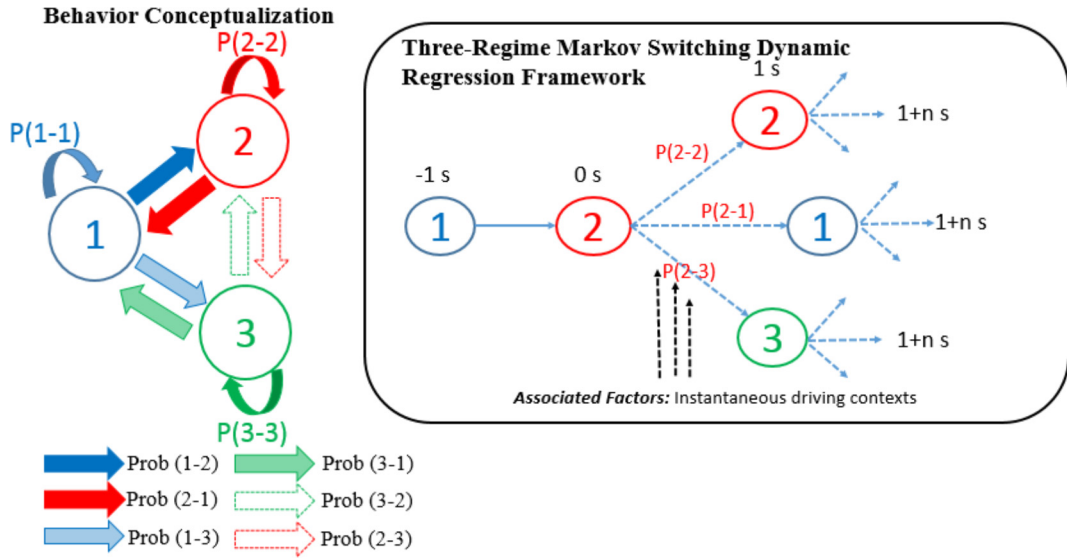 Behavior Conceptualization
P(2-2)
2
P(1-1)
1
3
P(3-3)
Prob (1-2)
Prob (3-1)
Prob (2-1)
Prob (3-2)
Prob (1-3)
Prob (2-3)
Three-Regime Markov Switching Dynamic
Regression Framework
1 s
2
1+n s
P(2-2)
-1 s
0 s
1
2
P(2-1)
1
1+n s
P(2-3)
3
1+n s
Associated Factors: Instantaneous driving contexts